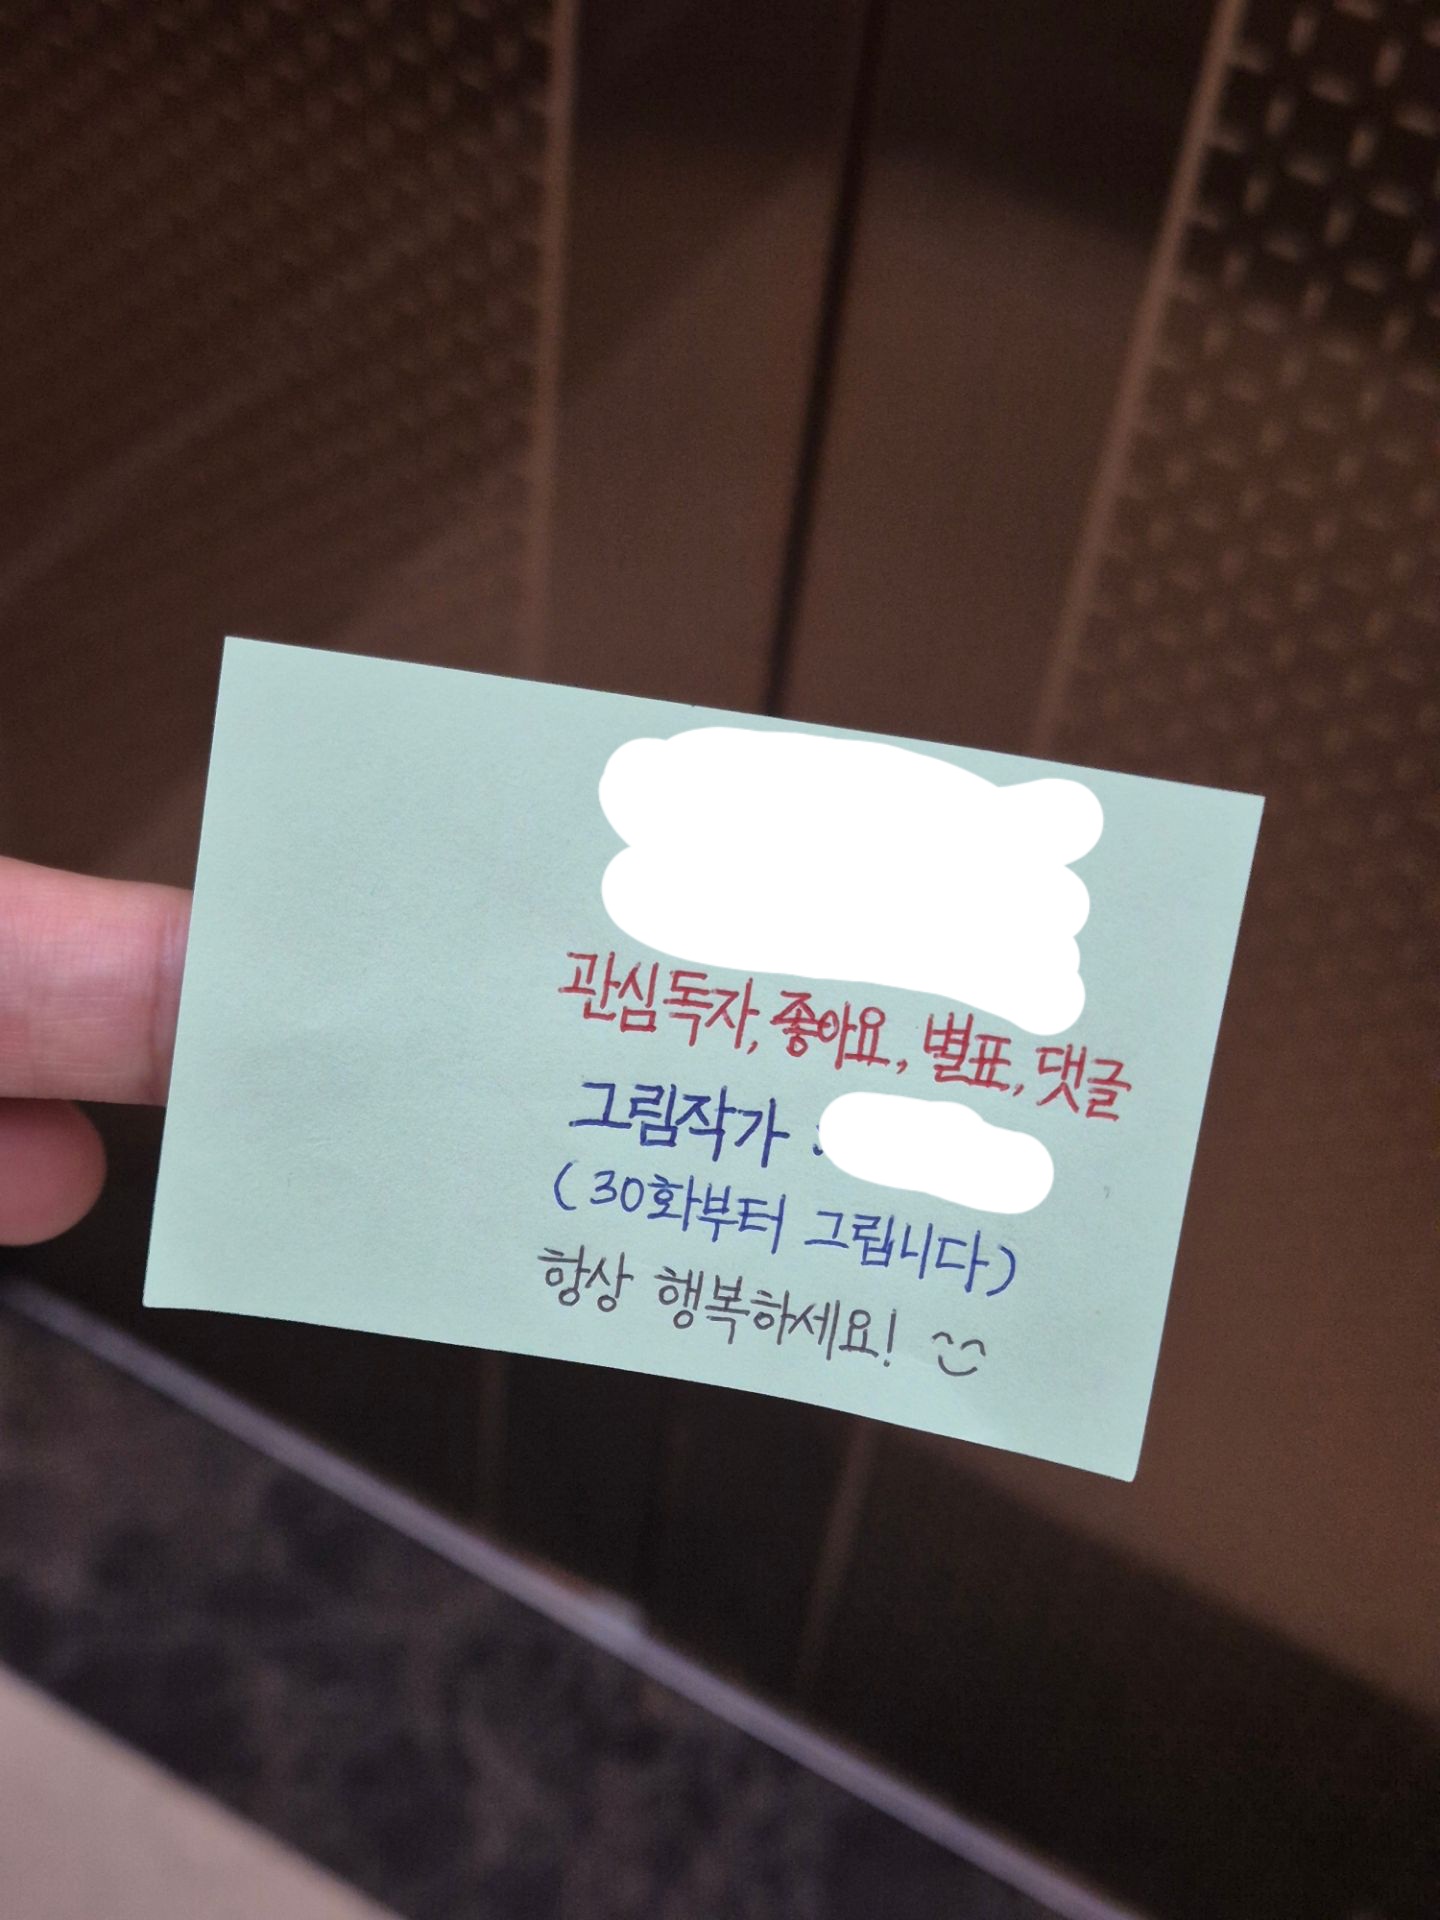 관심독자, 좋아요, 별표, 댓글
그림작가 :
(30화부터 그립니다)
항상 행복하세요!